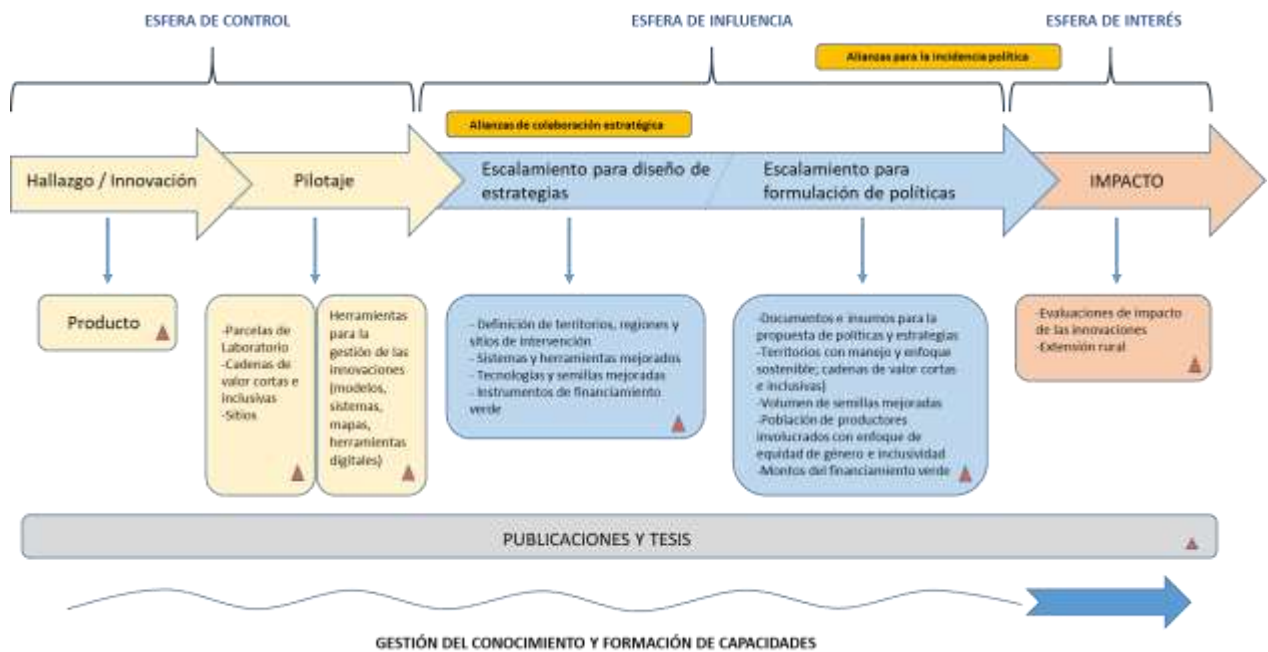 ESFERA DE CONTROL
ESFERA DE INFLUENCIA
ESFERA DE INTERÉS
Alianzas para la incidencia política
Alianzas de colaboración estratégica
Hallazgo / Innovación
Pilotaje
Escalamiento para diseño de
estrategias
Escalamiento para
formulación de políticas
IMPACTO
Producto
-Parcelas de
Laboratorio
-Cadenas de
valor cortas e
inclusivas
-Sitios
Herramientas
para la
gestión de las
innovaciones
(modelos,
sistemas,
mapas,
herramientas
digitales)
- Definición de territorios, regiones y
sitios de intervención
- Sistemas y herramientas mejorados
- Tecnologías y semillas mejoradas
- Instrumentos de financiamiento
verde
-Documentos e insumos para la
propuesta de políticas y estrategias
-Territorios con manejo y enfoque
sostenible; cadenas de valor cortas
e inclusivas)
-Volumen de semillas mejoradas
-Población de productores
involucrados con enfoque de
equidad de género e inclusividad
-Montos del financiamiento verde
-Evaluaciones de impacto
de las innovaciones
-Extensión rural
PUBLICACIONES Y TESIS
GESTIÓN DEL CONOCIMIENTO Y FORMACIÓN DE CAPACIDADES